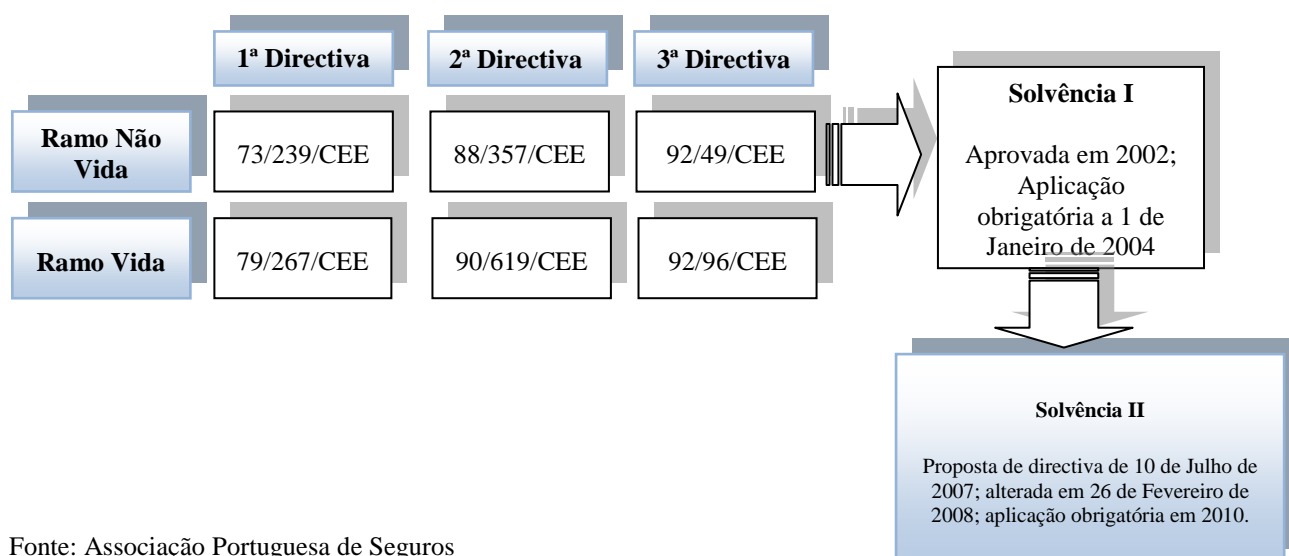 1ª Directiva
2ª Directiva
3ª Directiva
Ramo Não
Vida
73/239/CEE
88/357/CEE
92/49/CEE
Ramo Vida
79/267/CEE
90/619/CEE
92/96/CEE
Solvência I
Aprovada em 2002;
Aplicação
obrigatória a 1 de
Janeiro de 2004
Solvência II
Proposta de directiva de 10 de Julho de
2007; alterada em 26 de Fevereiro de
2008; aplicação obrigatória em 2010.
Fonte: Associação Portuguesa de Seguros